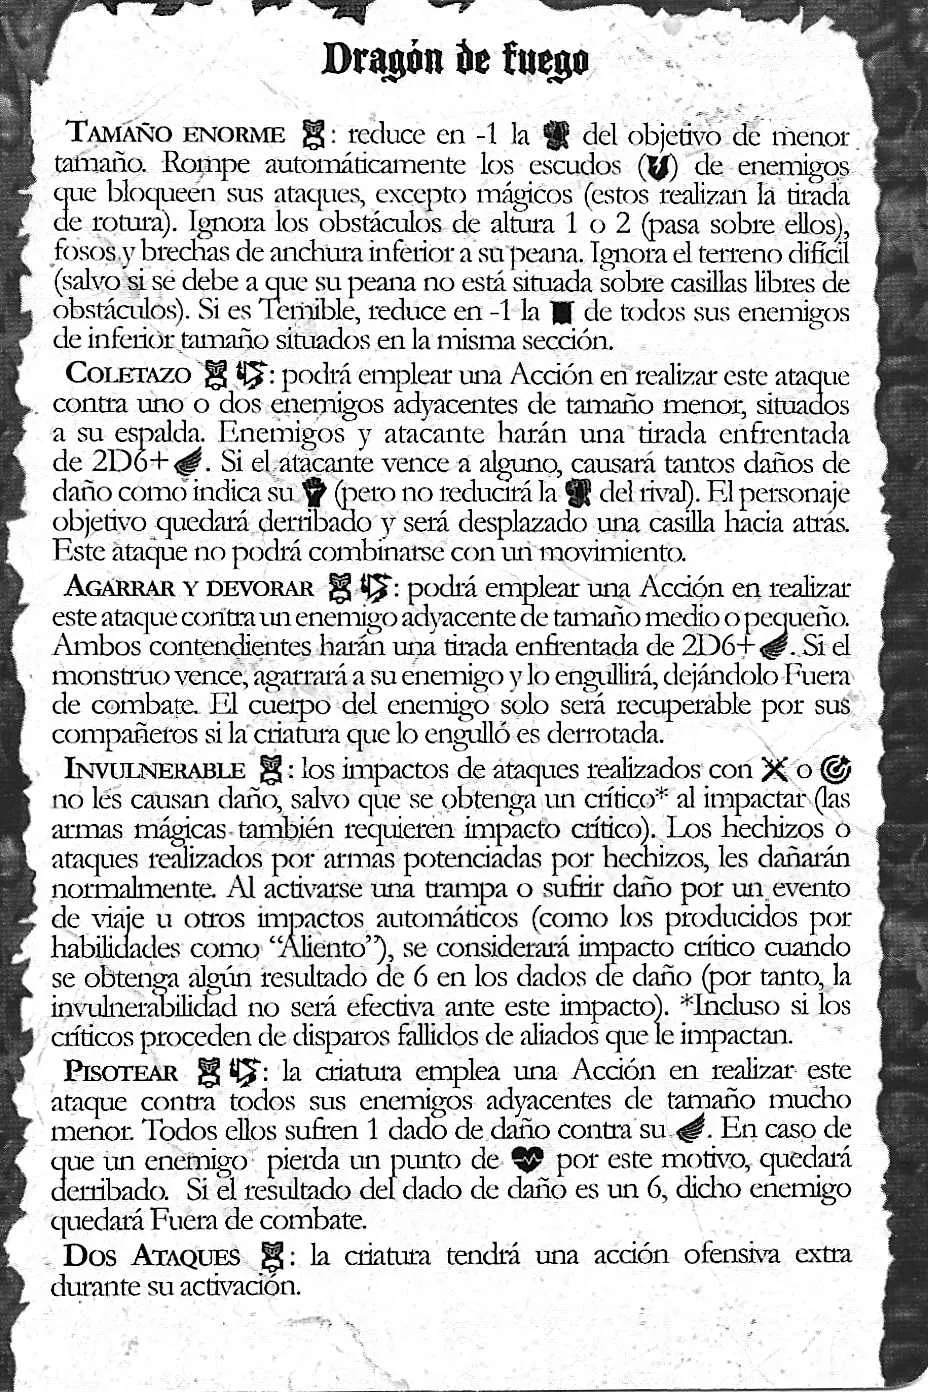 Dragón de fuego
TAMAÑO ENORME : reduce en -1 la del objetivo de menor
tamaño. Rompe automáticamente los escudos ( ) de enemigos
que bloqueen sus ataques, excepto mágicos (estos realizan la tirada
de rotura). Ignora los obstáculos de altura 1 o 2 (pasa sobre ellos),
fosos y brechas de anchura inferior a su peana. Ignora el terreno difícil
(salvo si se debe a que su peana no está situada sobre casillas libres de
obstáculos). Si es Temible, reduce en -1 la de todos sus enemigos
de inferior tamaño situados en la misma sección.
COLETAZO : podrá emplear una Acción en realizar este ataque
contra uno o dos enemigos adyacentes de tamaño menor, situados
a su espalda. Enemigos y atacante harán una tirada enfrentada
de 2D6+ . Si el atacante vence a alguno, causará tantos daños de
daño como indica su (pero no reducirá la del rival). El personaje
objetivo quedará derribado y será desplazado una casilla hacia atrás.
Este ataque no podrá combinarse con un movimiento.
AGARRAR Y DEVORAR : podrá emplear una Acción en realizar
este ataque contra un enemigo adyacente de tamaño medio o pequeño.
Ambos contendientes harán una tirada enfrentada de 2D6+ . Si el
monstruo vence, agarrará a su enemigo y lo engullirá, dejándolo Fuera
de combate. El cuerpo del enemigo solo será recuperable por sus
compañeros si la criatura que lo engulló es derrotada.
INVULNERABLE : los impactos de ataques realizados con o
no les causan daño, salvo que se obtenga un crítico* al impactar (las
armas mágicas también requieren impacto crítico). Los hechizos o
ataques realizados por armas potenciadas por hechizos, les dañarán
normalmente. Al activarse una trampa o sufrir daño por un evento
de viaje u otros impactos automáticos (como los producidos por
habilidades como “Aliento”), se considerará impacto crítico cuando
se obtenga algún resultado de 6 en los dados de daño (por tanto, la
invulnerabilidad no será efectiva ante este impacto). *Incluso si los
críticos proceden de disparos fallidos de aliados que le impactan.
PISOTEAR : la criatura emplea una Acción en realizar este
ataque contra todos sus enemigos adyacentes de tamaño mucho
menor. Todos ellos sufren 1 dado de daño contra su . En caso de
que un enemigo pierda un punto de por este motivo, quedará
derribado. Si el resultado del dado de daño es un 6, dicho enemigo
quedará Fuera de combate.
DOS ATAQUES : la criatura tendrá una acción ofensiva extra
durante su activación.